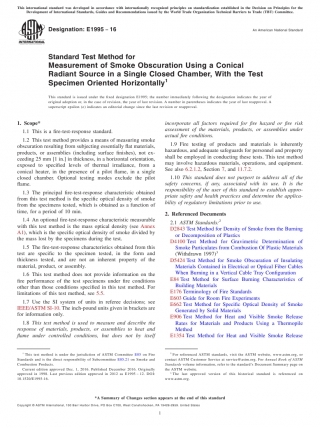 This international standard was developed in accordance with internationally recognized principles on standardization established in the Decision on Principles for the
Development of International Standards, Guides and Recommendations issued by the World Trade Organization Technical Barriers to Trade (TBT) Committee.
Designation: E1995 − 16
An American National Standard
Standard Test Method for
Measurement of Smoke Obscuration Using a Conical
Radiant Source in a Single Closed Chamber, With the Test
Specimen Oriented Horizontally1
This standard is issued under the fixed designation E1995; the number immediately following the designation indicates the year of
original adoption or, in the case of revision, the year of last revision. A number in parentheses indicates the year of last reapproval. A
superscript epsilon (ε) indicates an editorial change since the last revision or reapproval.
1. Scope*
1.1 This is a fire-test-response standard.
1.2 This test method provides a means of measuring smoke
obscuration resulting from subjecting essentially flat materials,
products, or assemblies (including surface finishes), not exceeding
25 mm [1 in.] in thickness, in a horizontal orientation,
exposed to specified levels of thermal irradiance, from a
conical heater, in the presence of a pilot flame, in a single
closed chamber. Optional testing modes exclude the pilot
flame.
1.3 The principal fire-test-response characteristic obtained
from this test method is the specific optical density of smoke
from the specimens tested, which is obtained as a function of
time, for a period of 10 min.
1.4 An optional fire-test-response characteristic measurable
with this test method is the mass optical density (see Annex
A1), which is the specific optical density of smoke divided by
the mass lost by the specimens during the test.
1.5 The fire-test-response characteristics obtained from this
test are specific to the specimen tested, in the form and
thickness tested, and are not an inherent property of the
material, product, or assembly.
1.6 This test method does not provide information on the
fire performance of the test specimens under fire conditions
other than those conditions specified in this test method. For
limitations of this test method, see 5.5.
1.7 Use the SI system of units in referee decisions; see
IEEE/ASTM SI-10. The inch-pound units given in brackets are
for information only.
1.8 This test method is used to measure and describe the
response of materials, products, or assemblies to heat and
flame under controlled conditions, but does not by itself
incorporate all factors required for fire hazard or fire risk
assessment of the materials, products, or assemblies under
actual fire conditions.
1.9 Fire testing of products and materials is inherently
hazardous, and adequate safeguards for personnel and property
shall be employed in conducting these tests. This test method
may involve hazardous materials, operations, and equipment.
See also 6.2.1.2, Section 7, and 11.7.2.
1.10 This standard does not purport to address all of the
safety concerns, if any, associated with its use. It is the
responsibility of the user of this standard to establish appropriate
safety and health practices and determine the applicability
of regulatory limitations prior to use.
2. Referenced Documents
2.1 ASTM Standards:2
D2843 Test Method for Density of Smoke from the Burning
or Decomposition of Plastics
D4100 Test Method for Gravimetric Determination of
Smoke Particulates from Combustion Of Plastic Materials
(Withdrawn 1997)3
D5424 Test Method for Smoke Obscuration of Insulating
Materials Contained in Electrical or Optical Fiber Cables
When Burning in a Vertical Cable Tray Configuration
E84 Test Method for Surface Burning Characteristics of
Building Materials
E176 Terminology of Fire Standards
E603 Guide for Room Fire Experiments
E662 Test Method for Specific Optical Density of Smoke
Generated by Solid Materials
E906 Test Method for Heat and Visible Smoke Release
Rates for Materials and Products Using a Thermopile
Method
E1354 Test Method for Heat and Visible Smoke Release
1 This test method is under the jurisdiction of ASTM Committee E05 on Fire
Standards and is the direct responsibility of Subcommittee E05.21 on Smoke and
Combustion Products.
Current edition approved Dec. 1, 2016. Published December 2016. Originally
approved in 1998. Last previous edition approved in 2012 as E1995 – 12. DOI:
10.1520/E1995-16.
2 For referenced ASTM standards, visit the ASTM website, www.astm.org, or
contact ASTM Customer Service at service@astm.org. For Annual Book of ASTM
Standards volume information, refer to the standard's Document Summary page on
the ASTM website.
3 The last approved version of this historical standard is referenced on
www.astm.org.
*A Summary of Changes section appears at the end of this standard
Copyright © ASTM International, 100 Barr Harbor Drive, PO Box C700, West Conshohocken, PA 19428-2959. United States
1